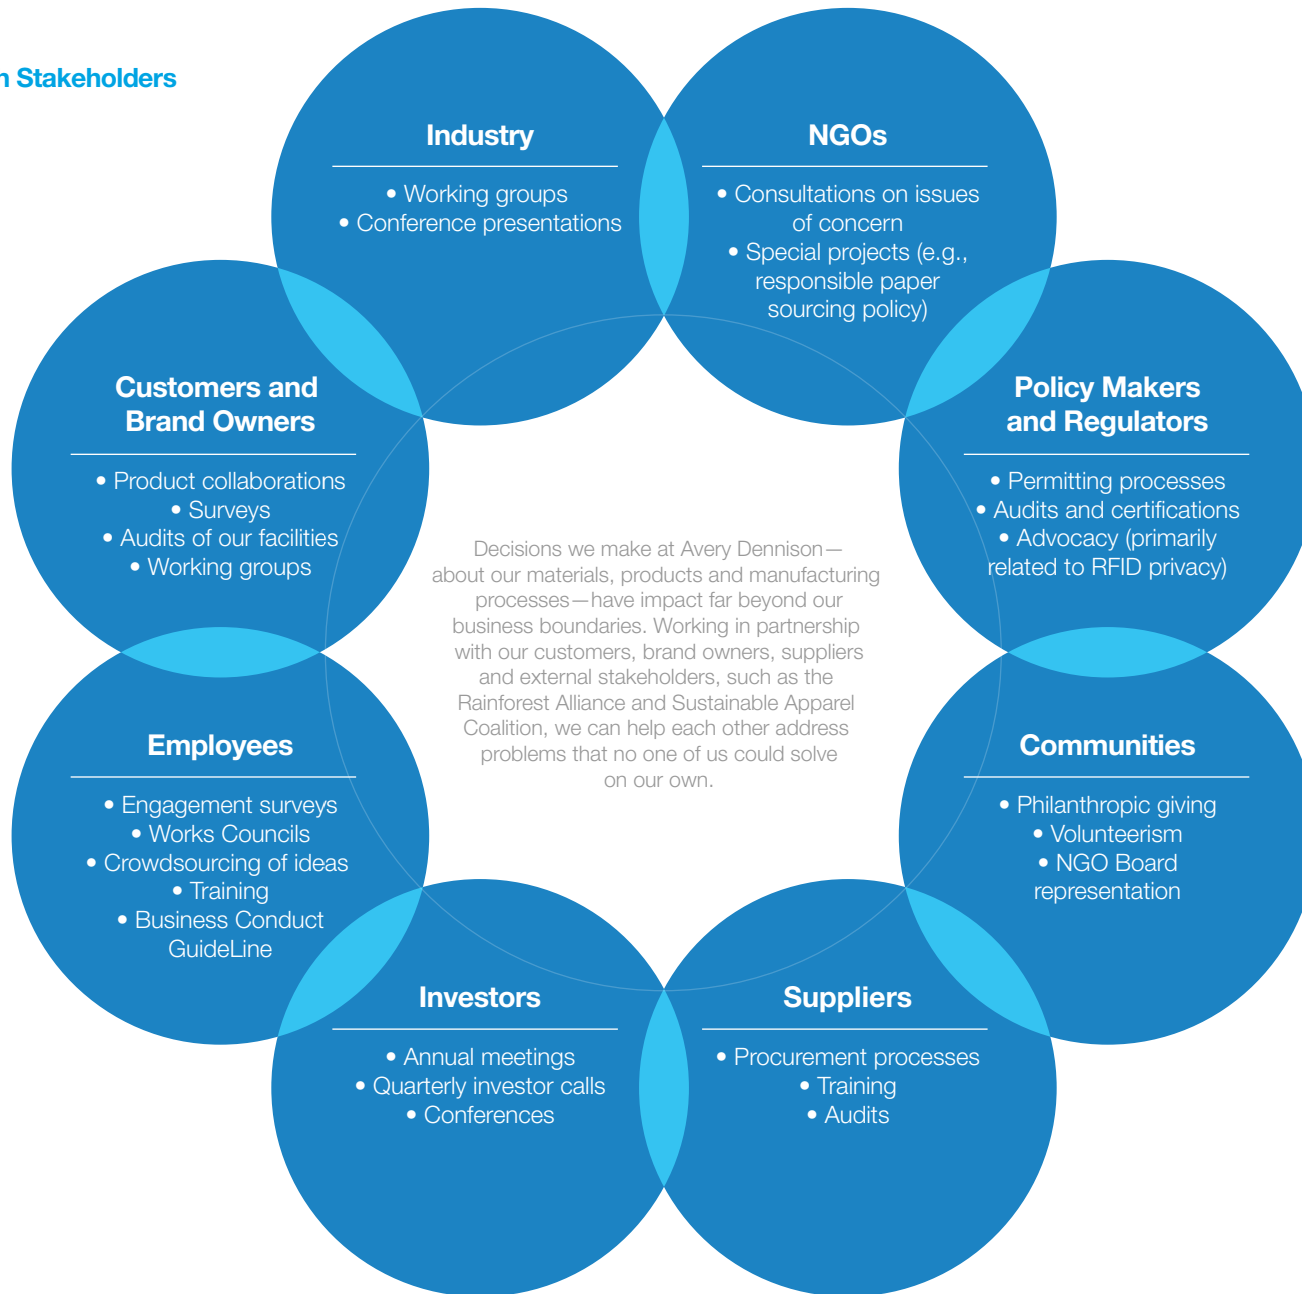 n Stakeholders
Industry
• Working groups
• Conference presentations
NGOs
• Consultations on issues
of concern
• Special projects (e.g.,
responsible paper
sourcing policy)
Customers and
Brand Owners
• Product collaborations
• Surveys
• Audits of our facilities
• Working groups
Policy Makers
and Regulators
• Permitting processes
• Audits and certifications
• Advocacy (primarily
related to RFID privacy)
Decisions we make at Avery Dennison—
about our materials, products and manufacturing
processes—have impact far beyond our
business boundaries. Working in partnership
with our customers, brand owners, suppliers
and external stakeholders, such as the
Rainforest Alliance and Sustainable Apparel
Coalition, we can help each other address
problems that no one of us could solve
on our own.
Employees
• Engagement surveys
• Works Councils
• Crowdsourcing of ideas
• Training
• Business Conduct
GuideLine
Communities
• Philanthropic giving
• Volunteerism
• NGO Board
representation
Investors
• Annual meetings
• Quarterly investor calls
• Conferences
Suppliers
• Procurement processes
• Training
• Audits